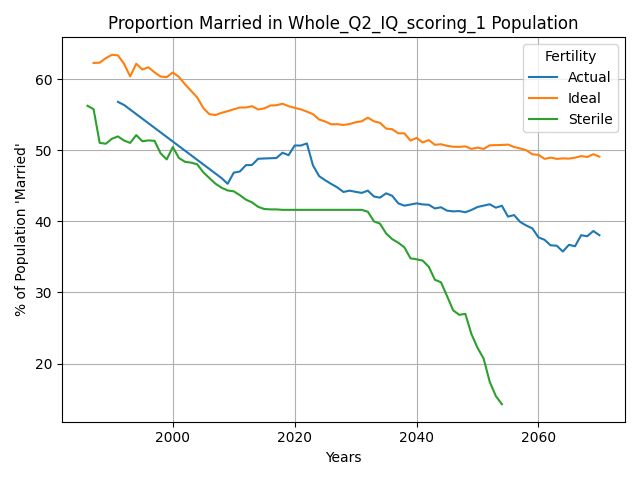 Proportion Married in Whole_Q2_IQ_scoring_1 Population
% of Population 'Married'
60
50
40
30
20
Fertility
Actual
Ideal
Sterile
2000
2020
2040
2060
Years